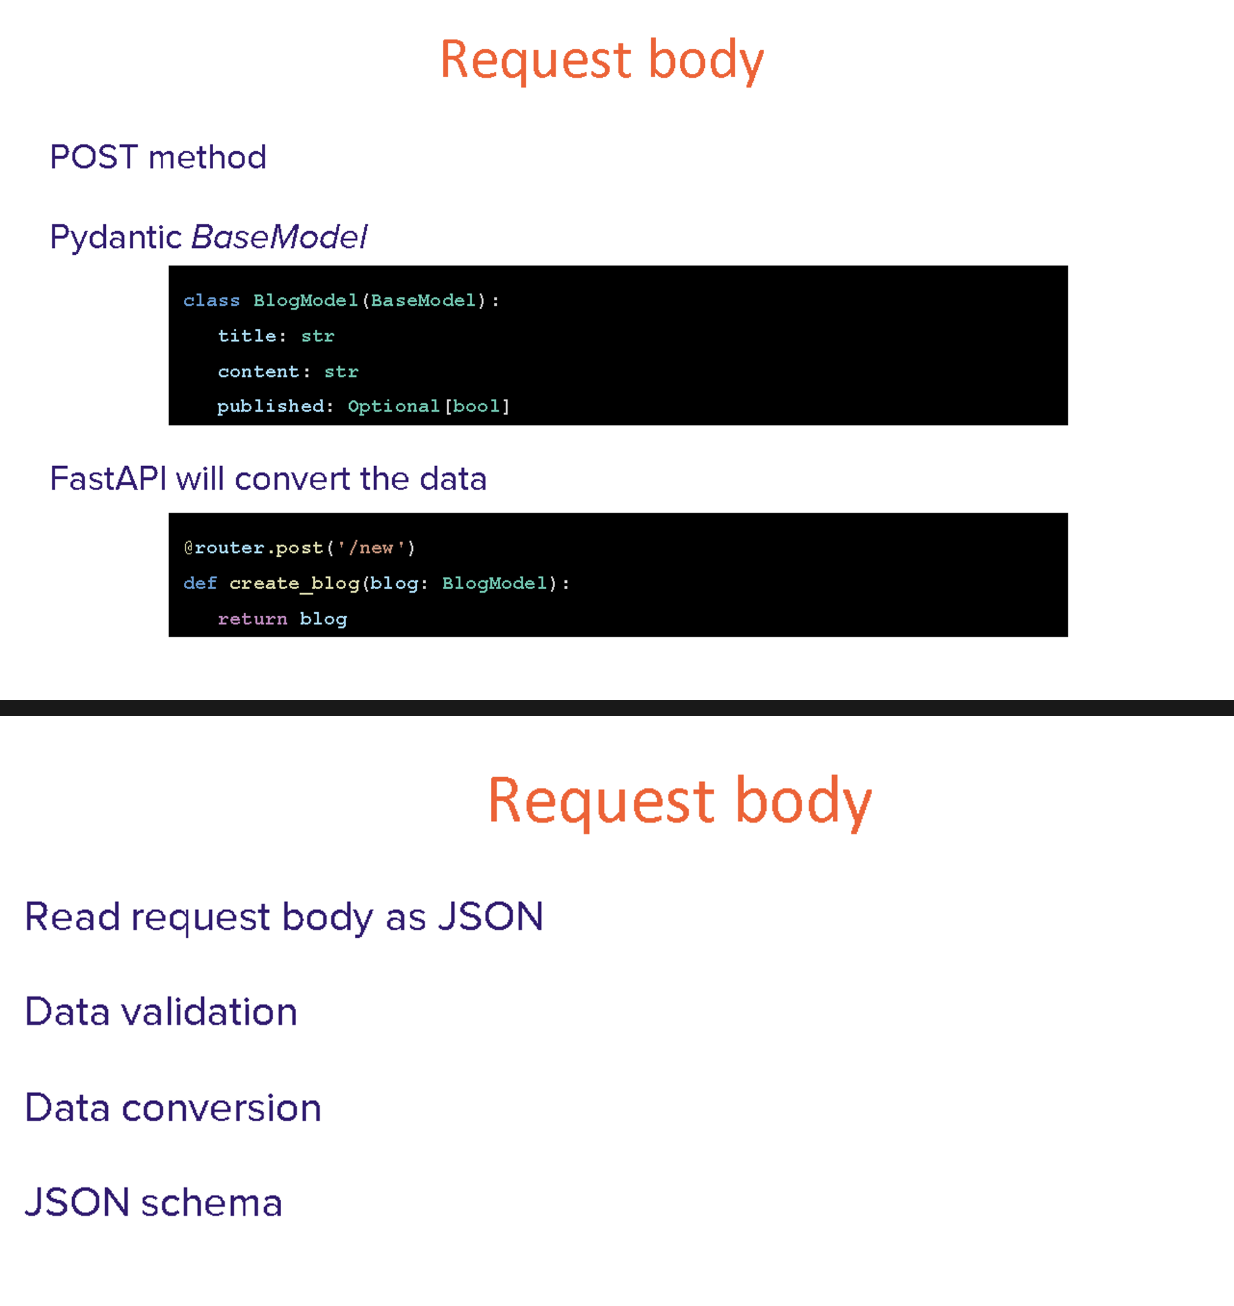 Request body
POST method
Pydantic BaseModel
class BlogModel(BaseModel):
title: str
content: str
published: Optional[bool]
FastAPI will convert the data
@router.post('/new')
def create_blog(blog: BlogModel):
return blog
Request body
Read request body as JSON
Data validation
Data conversion
JSON schema